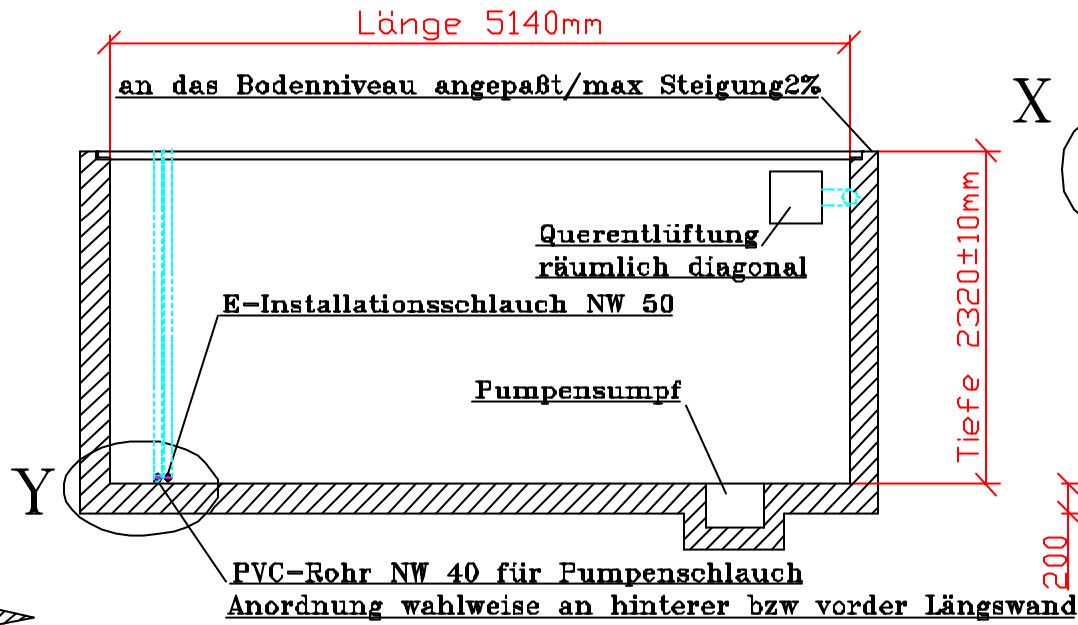 Länge 5140mm
an das Bodenniveau angepaßt/max Steigung2%
X
Querentlüftung
räumlich diagonal
Tiefe 2320±10mm
E-Installationsschlauch NW 50
Pumpensumpf
Y
200
PVC-Rohr NW 40 für Pumpenschlauch
Anordnung wahlweise an hinterer bzw vorder Längswand